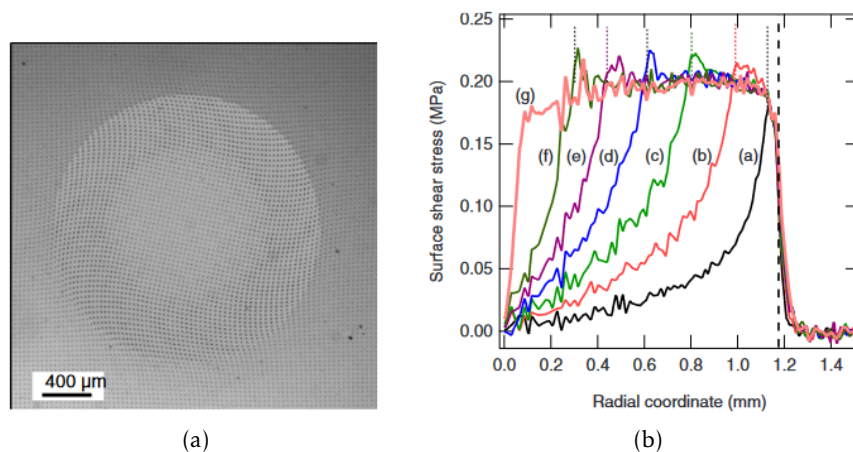 400 µm
(a)
0.25
0.20
0.15
0.10
0.05
0.00
Surface shear stress (MPa)
(g)
(f)
(e)
(d)
(c)
(b)
(a)
0.0 0.2 0.4 0.6 0.8 1.0 1.2 1.4
Radial coordinate (mm)
(b)